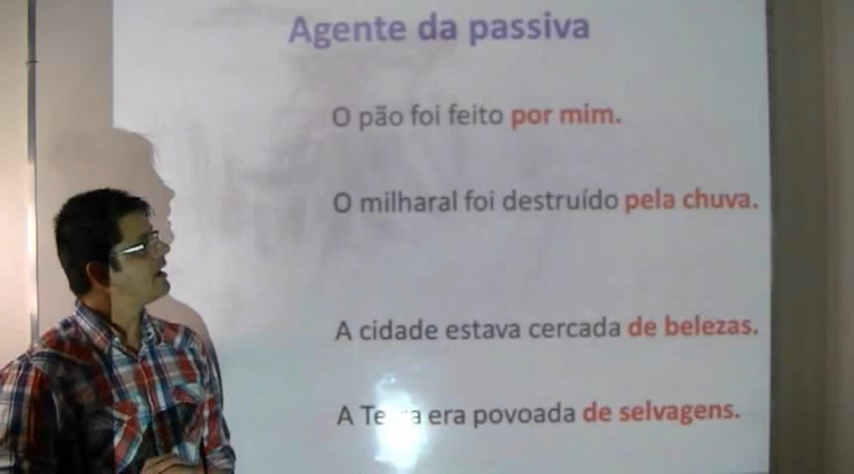 Agente da passiva
O pão foi feito por mim.
O milharal foi destruído pela chuva.
A cidade estava cercada de belezas.
A Terra era povoada de selvagens.